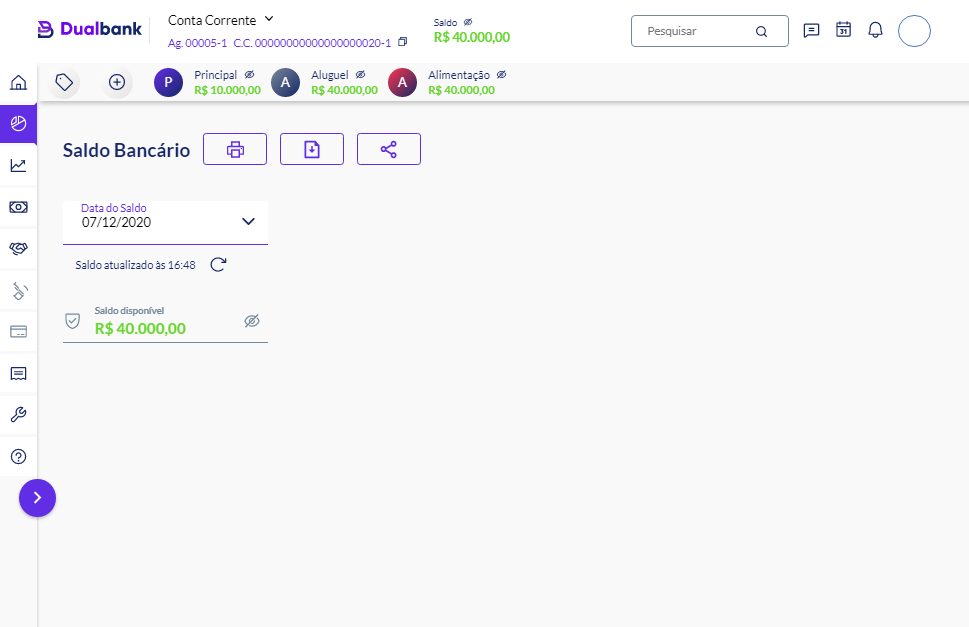 Dualbank
Conta Corrente
Ag. 00005-1 C.C. 00000000000000000020-1
Saldo
R$ 40.000,00
Pesquisar
31
P
Principal
R$ 10.000,00
A
Aluguel
R$ 40.000,00
A
Alimentação
R$ 40.000,00
Saldo Bancário
Data do Saldo
07/12/2020
Saldo atualizado às 16:48
Saldo disponível
R$ 40.000,00